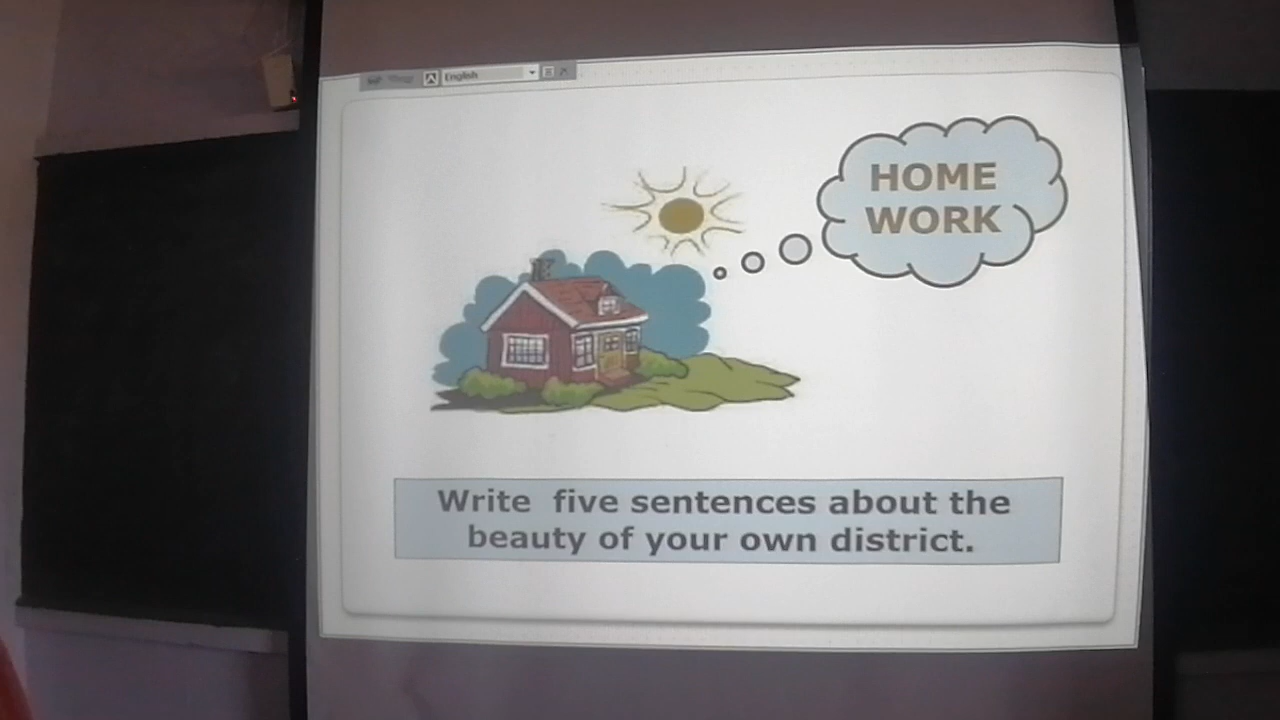 English
HOME
WORK
Write five sentences about the
beauty of your own district.